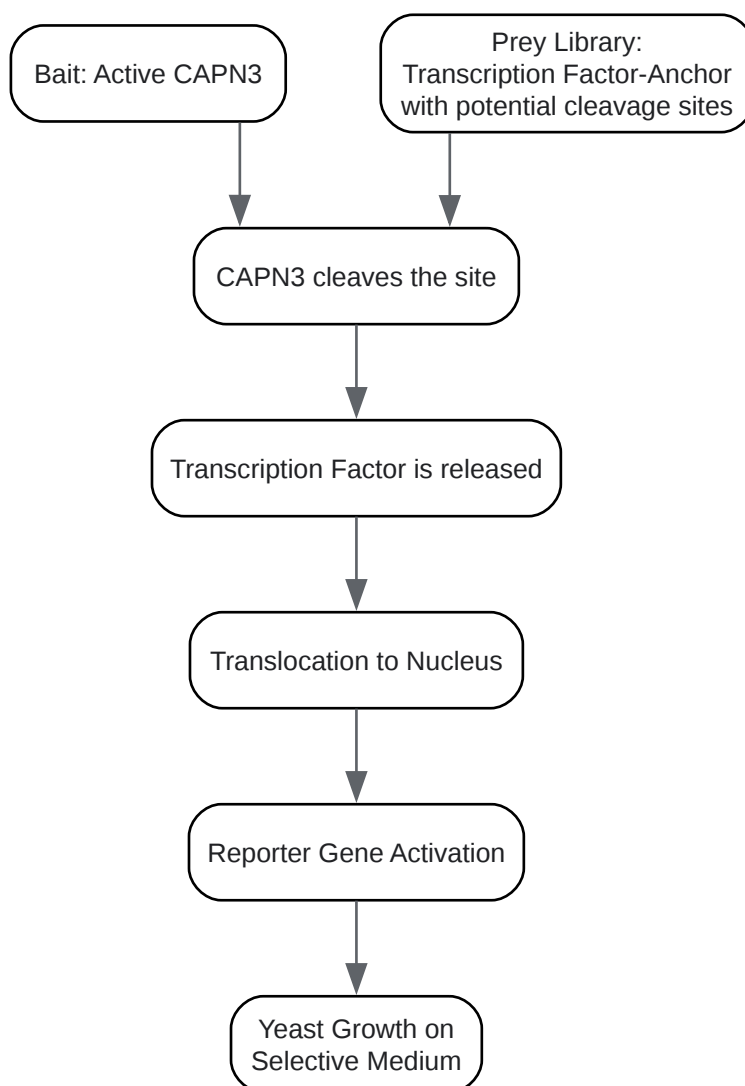 Bait: Active CAPN3
Prey Library:
Transcription Factor-Anchor
with potential cleavage sites
CAPN3 cleaves the site
Transcription Factor is released
Translocation to Nucleus
Reporter Gene Activation
Yeast Growth on
Selective Medium